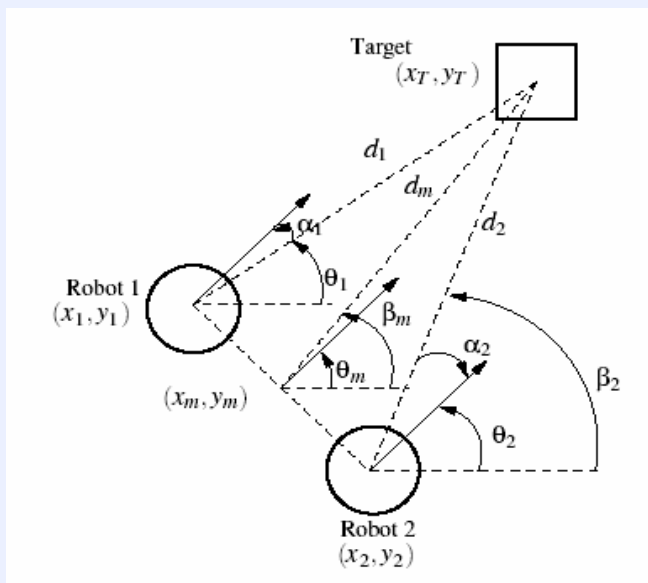 Target
(x_T, y_T)
d_1
d_m
d_2
α_1
θ_1
Robot 1
(x_1, y_1)
β_m
θ_m
α_2
β_2
(x_m, y_m)
θ_2
Robot 2
(x_2, y_2)